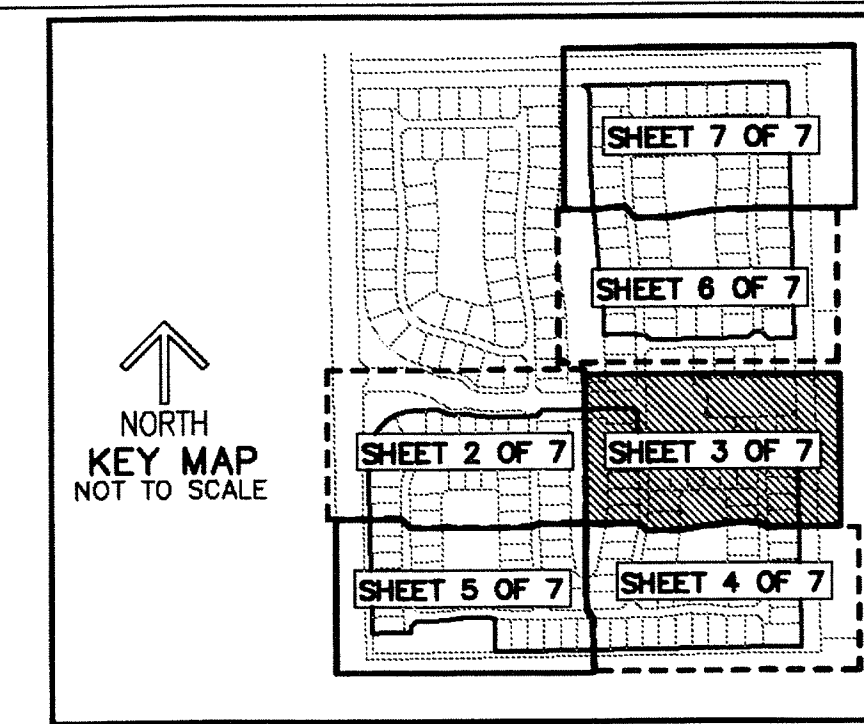 SHEET 7 OF 7
SHEET 6 OF 7
NORTH
KEY MAP
NOT TO SCALE
SHEET 2 OF 7
SHEET 3 OF 7
SHEET 5 OF 7
SHEET 4 OF 7